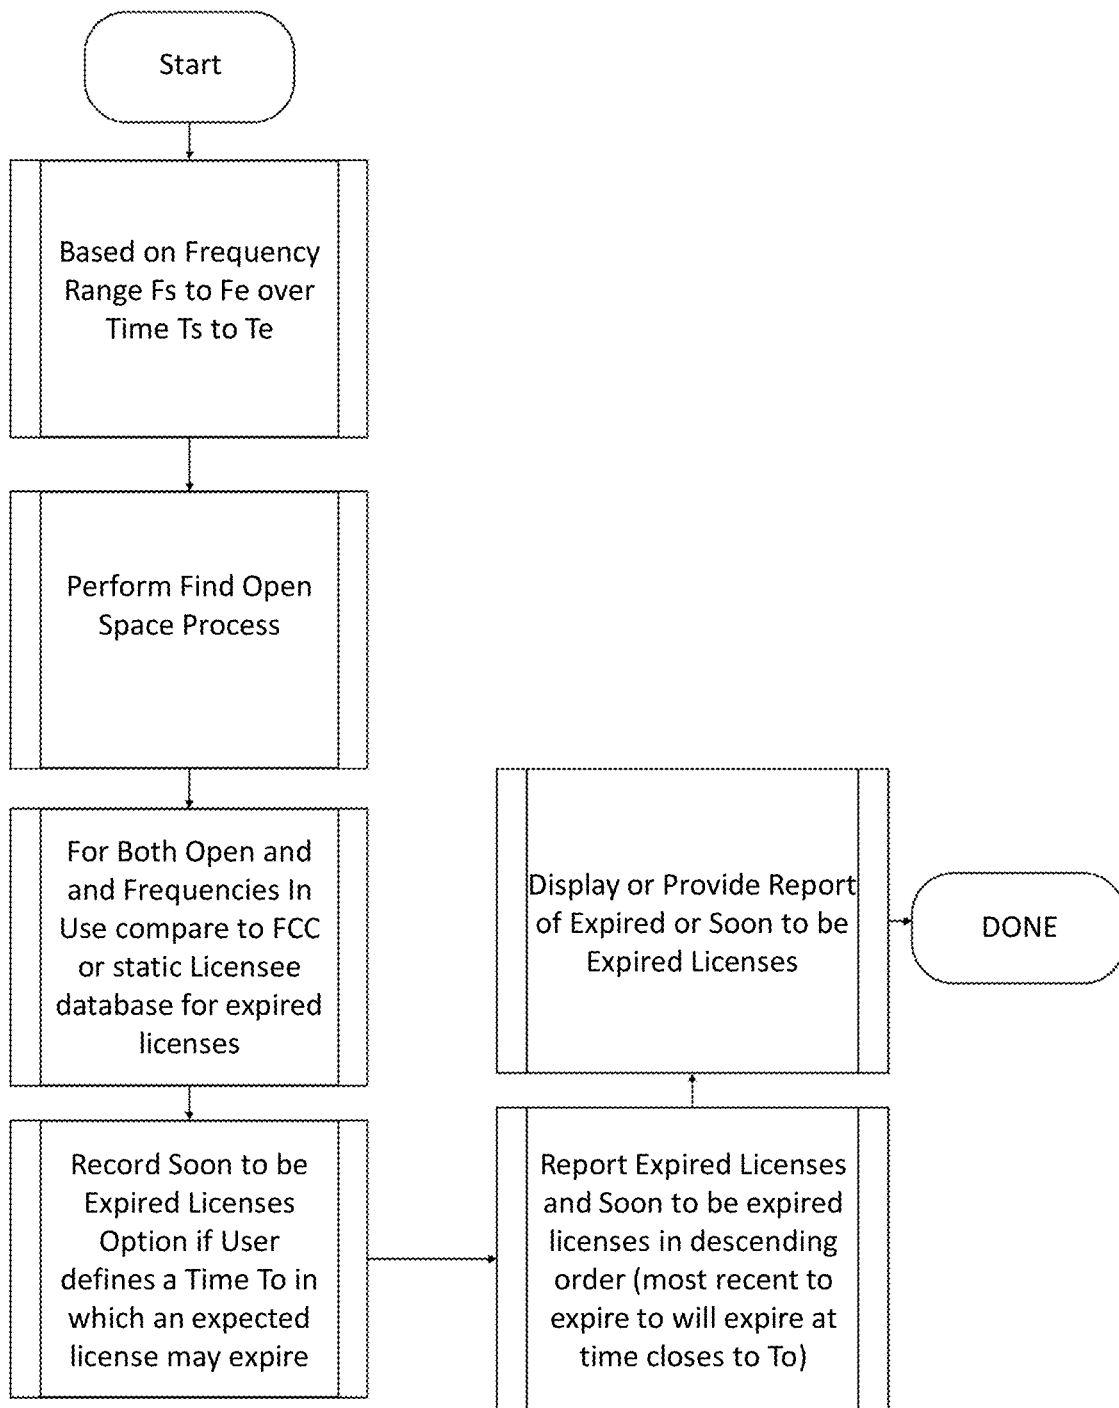 Start
Based on Frequency
Range Fs to Fe over
Time Ts to Te
Perform Find Open
Space Process
For Both Open and
and Frequencies In
Use compare to FCC
or static Licensee
database for expired
licenses
Record Soon to be
Expired Licenses
Option if User
defines a Time To in
which an expected
license may expire
Report Expired Licenses
and Soon to be expired
licenses in descending
order (most recent to
expire to will expire at
time closes to To)
Display or Provide Report
of Expired or Soon to be
Expired Licenses
DONE